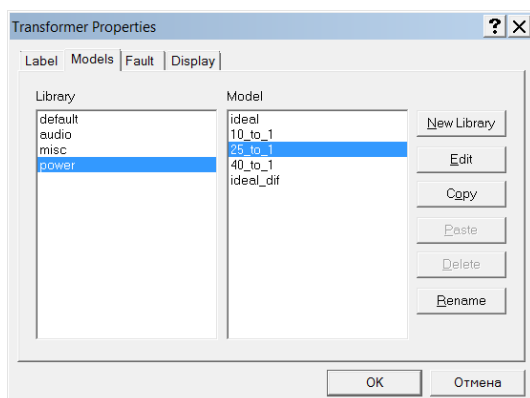 Transformer Properties
? X
Label Models Fault Display
Library
default
audio
misc
power
Model
ideal
10_to_1
25_to_1
40_to_1
ideal_dif
New Library
Edit
Copy
Paste
Delete
Rename
OK
Отмена